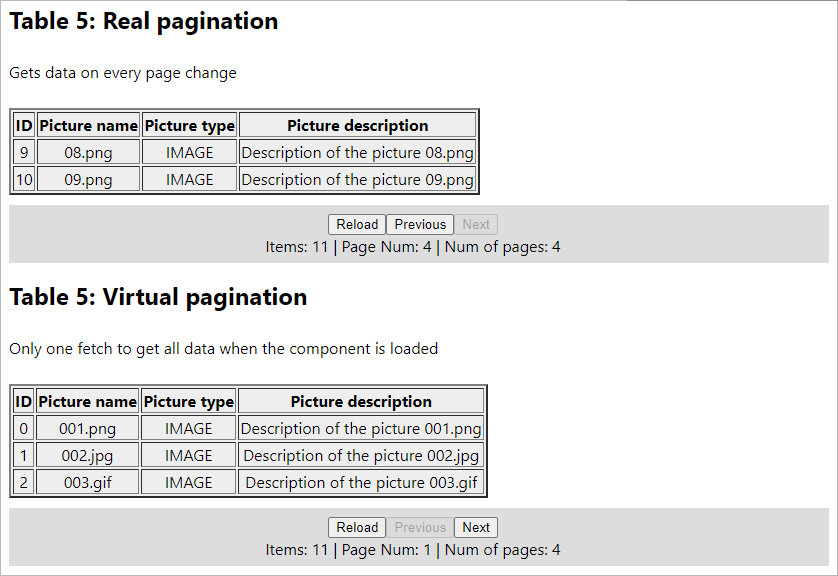 Table 5: Real pagination
Gets data on every page change
ID Picture name Picture type Picture description
9 08.png IMAGE Description of the picture 08.png
10 09.png IMAGE Description of the picture 09.png
Reload Previous Next
Items: 11 | Page Num: 4 | Num of pages: 4
Table 5: Virtual pagination
Only one fetch to get all data when the component is loaded
ID Picture name Picture type Picture description
0 001.png IMAGE Description of the picture 001.png
1 002.jpg IMAGE Description of the picture 002.jpg
2 003.gif IMAGE Description of the picture 003.gif
Reload Previous Next
Items: 11 | Page Num: 1 | Num of pages: 4